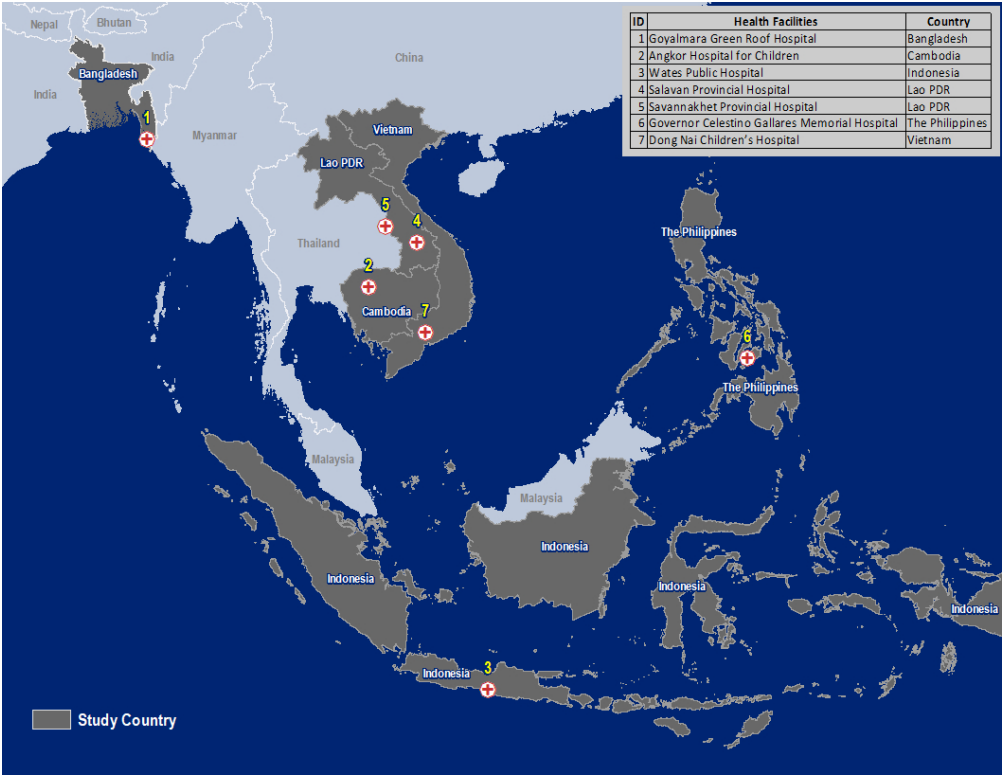 Nepal
Bhutan
India
China
Bangladesh
India
1
Myanmar
Vietnam
Lao PDR
5
4
Thailand
2
Cambodia
7
The Philippines
6
The Philippines
Malaysia
Malaysia
Indonesia
Indonesia
Indonesia
Indonesia
Indonesia
3
Study Country
ID Health Facilities Country
1 Goyalmara Green Roof Hospital Bangladesh
2 Angkor Hospital for Children Cambodia
3 Wates Public Hospital Indonesia
4 Salavan Provincial Hospital Lao PDR
5 Savannakhet Provincial Hospital Lao PDR
6 Governor Celestino Gallares Memorial Hospital The Philippines
7 Dong Nai Children's Hospital Vietnam